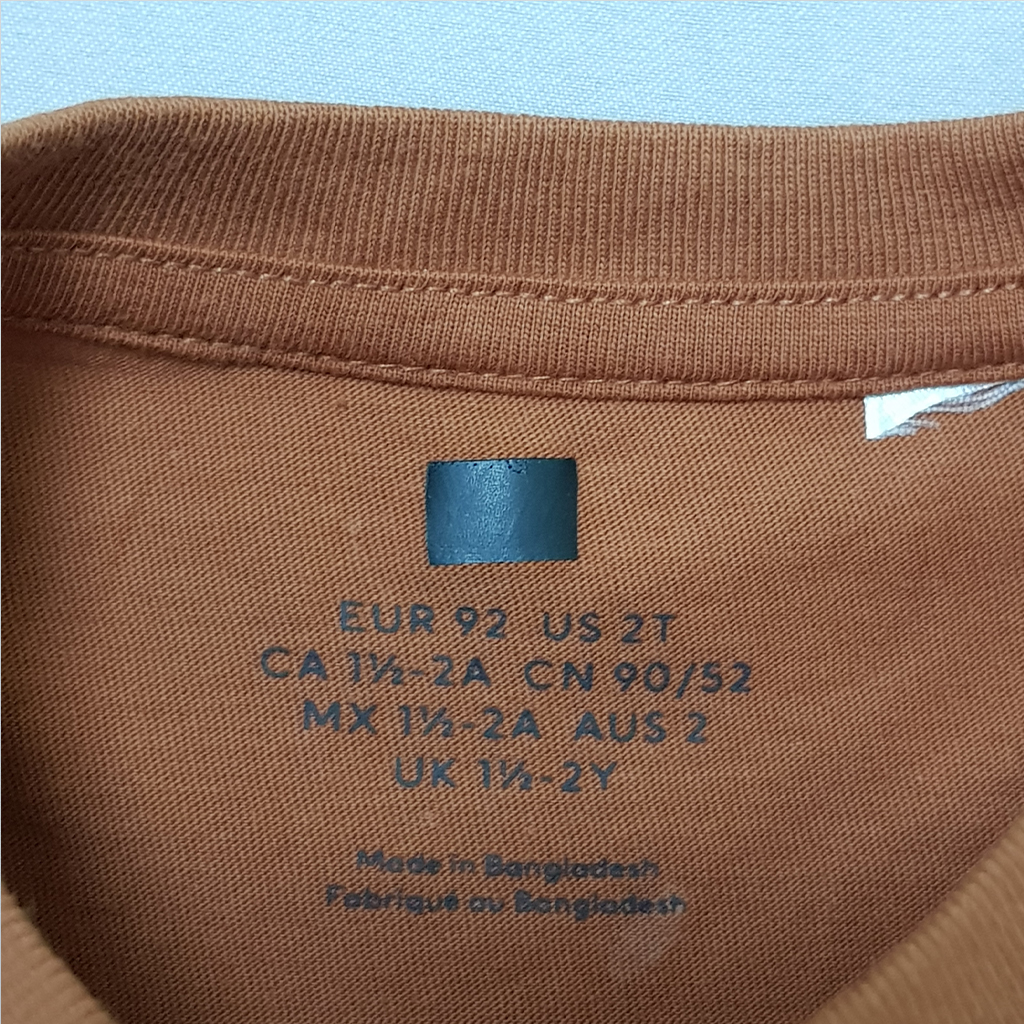 EUR 92 US 2T
CA 1½-2A CN 90/52
MX 1½-2A AUS 2
UK 1½-2Y
Made in Bangladesh
Fabriqué au Bangladesh